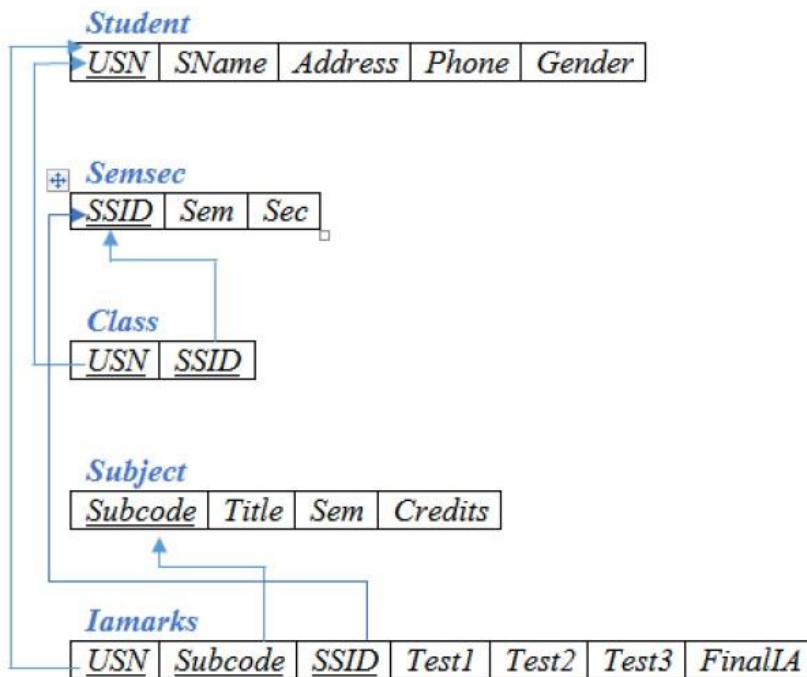 Student
USN SName Address Phone Gender
Semsec
SSID Sem Sec
Class
USN SSID
Subject
Subcode Title Sem Credits
Iamarks
USN Subcode SSID Test1 Test2 Test3 FinalIA